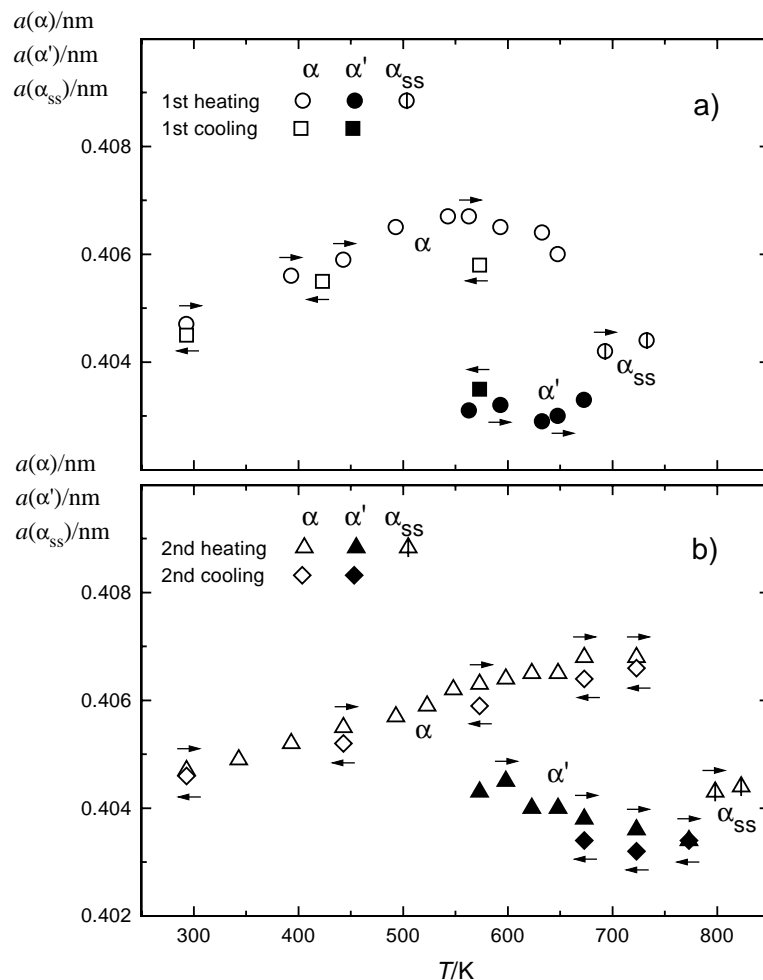 a(α)/nm
a(α')/nm
a(αss)/nm
α α' αss
1st heating
1st cooling
a)
0.408
0.406
0.404
α
α'
αss
a(α)/nm
a(α')/nm
a(αss)/nm
α α' αss
2nd heating
2nd cooling
b)
0.408
0.406
0.404
0.402
α
α'
αss
300 400 500 600 700 800
T/K